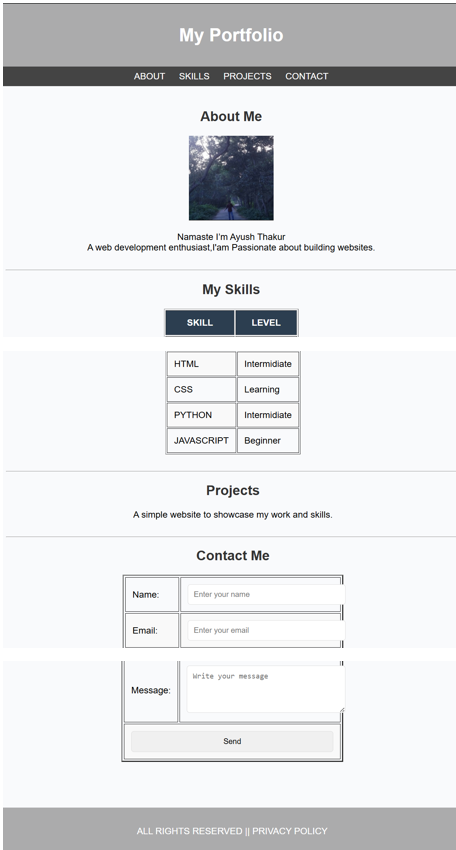 My Portfolio
ABOUT SKILLS PROJECTS CONTACT
About Me
Namaste I'm Ayush Thakur
A web development enthusiast,I'am Passionate about building websites.
My Skills
SKILL LEVEL
HTML Intermidiate
CSS Learning
PYTHON Intermidiate
JAVASCRIPT Beginner
Projects
A simple website to showcase my work and skills.
Contact Me
Name: Enter your name
Email: Enter your email
Message: Write your message
Send
ALL RIGHTS RESERVED || PRIVACY POLICY